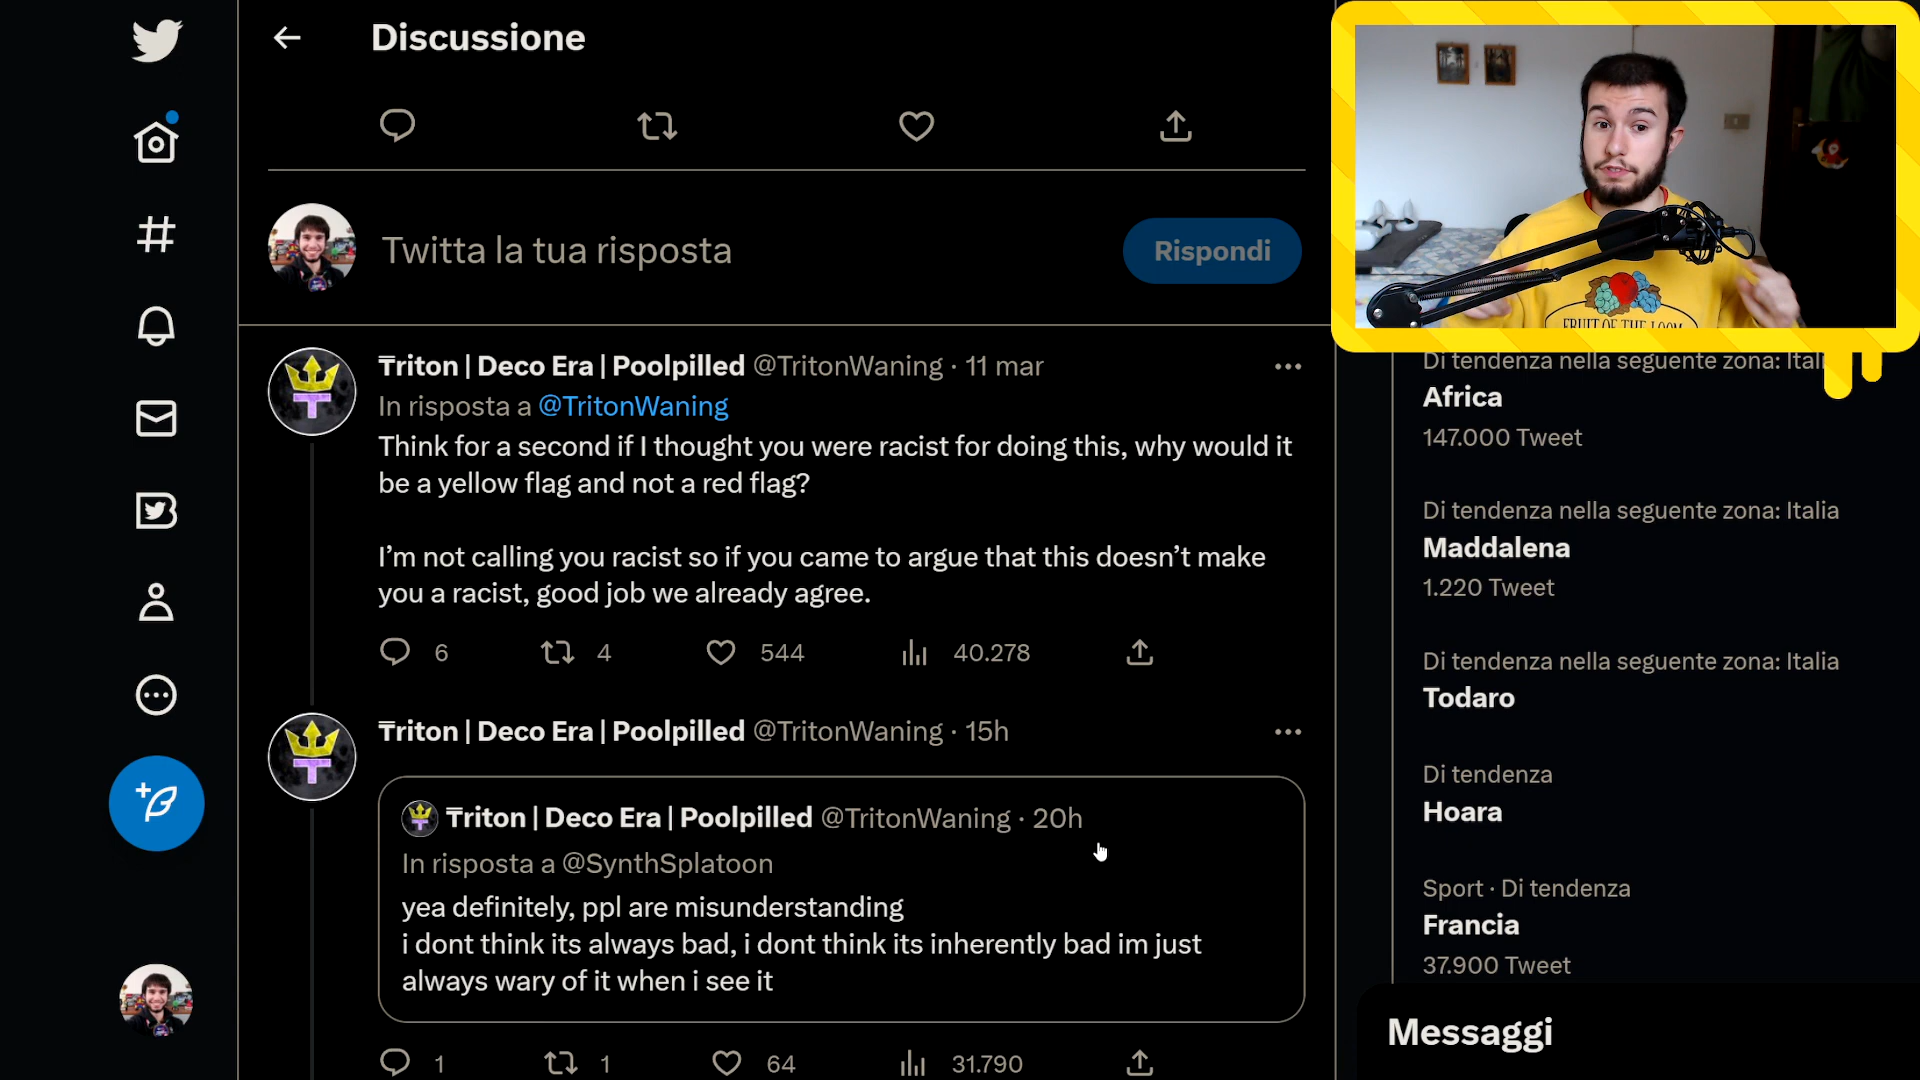 Discussione
Twitta la tua risposta
Rispondi
Triton | Deco Era | Poolpilled @TritonWaning · 11 mar
In risposta a @TritonWaning
Think for a second if I thought you were racist for doing this, why would it
be a yellow flag and not a red flag?
I'm not calling you racist so if you came to argue that this doesn't make
you a racist, good job we already agree.
6 4 544 40.278
Triton | Deco Era | Poolpilled @TritonWaning · 15h
Triton | Deco Era | Poolpilled @TritonWaning · 20h
In risposta a @SynthSplatoon
yea definitely, ppl are misunderstanding
i dont think its always bad, i dont think its inherently bad im just
always wary of it when i see it
1 1 64 31.790
FRUIT OF THE LOOM
Di tendenza nella seguente zona: Itali
Africa
147.000 Tweet
Di tendenza nella seguente zona: Italia
Maddalena
1.220 Tweet
Di tendenza nella seguente zona: Italia
Todaro
Di tendenza
Hoara
Sport · Di tendenza
Francia
37.900 Tweet
Messaggi